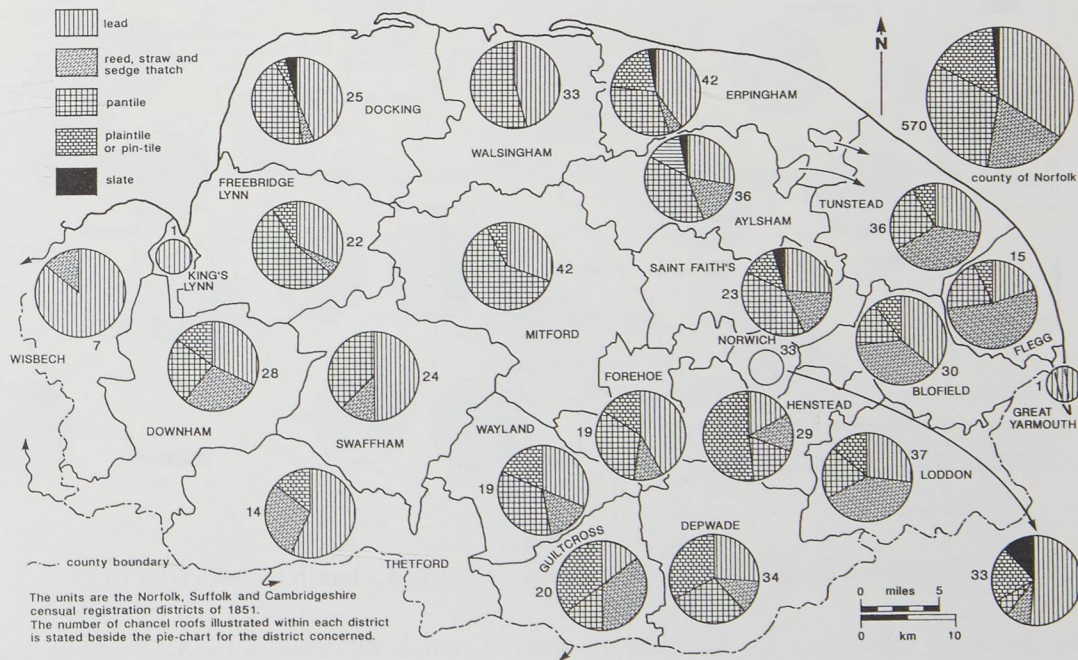 lead
reed, straw and
sedge thatch
pantile
plaintile
or pin-tile
slate
N
570
county of Norfolk
25
DOCKING
33
WALSINGHAM
42
ERPINGHAM
36
AYLSHAM
TUNSTEAD
36
FREEBRIDGE
LYNN
22
1
KING'S
LYNN
42
MITFORD
SAINT FAITH'S
23
15
FLEGG
WISBECH
7
NORWICH
33
30
BLOFIELD
1
GREAT
YARMOUTH
28
DOWNHAM
24
SWAFFHAM
FOREHOE
19
HENSTEAD
29
WAYLAND
19
37
LODDON
14
THETFORD
GUILTCROSS
20
DEPWADE
34
33
county boundary
The units are the Norfolk, Suffolk and Cambridgeshire
censual registration districts of 1851.
The number of chancel roofs illustrated within each district
is stated beside the pie-chart for the district concerned.
0 miles 5
0 km 10